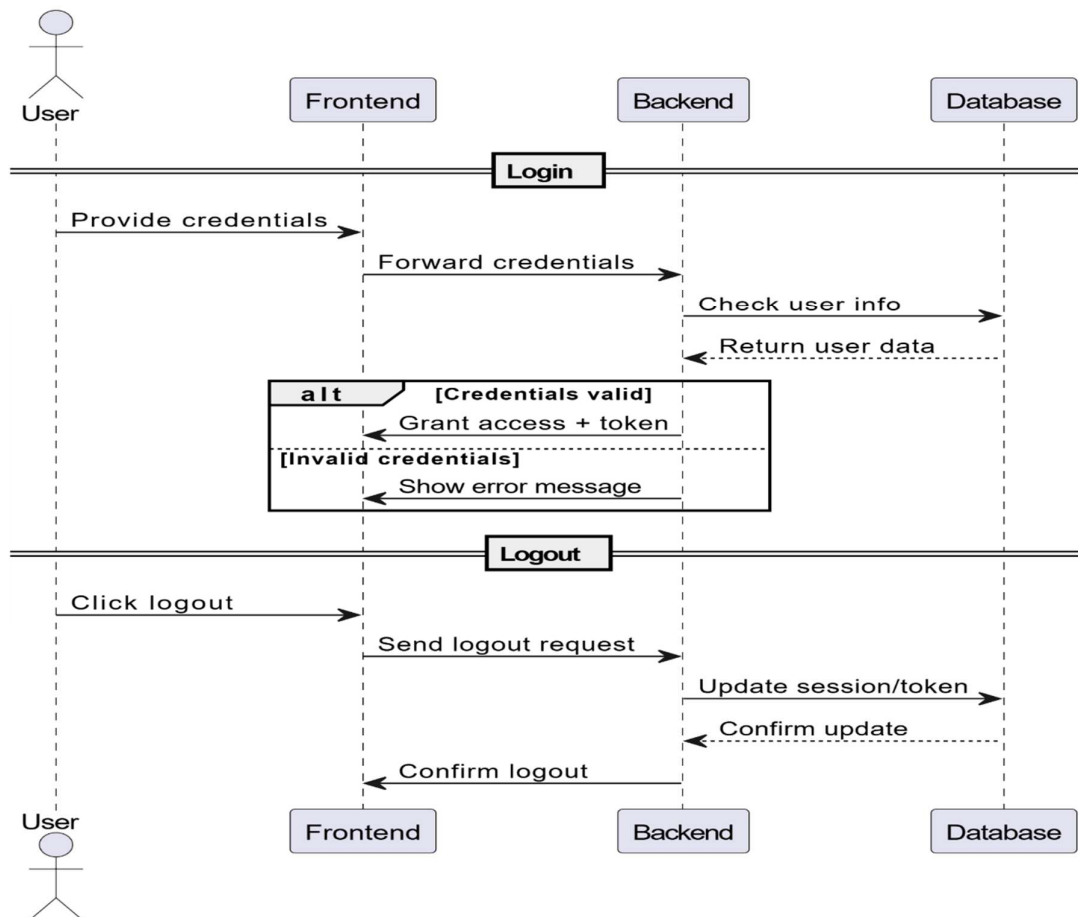 User
Frontend
Backend
Database
Login
Provide credentials
Forward credentials
Check user info
Return user data
alt [Credentials valid]
Grant access + token
[Invalid credentials]
Show error message
Logout
Click logout
Send logout request
Update session/token
Confirm update
Confirm logout
User
Frontend
Backend
Database